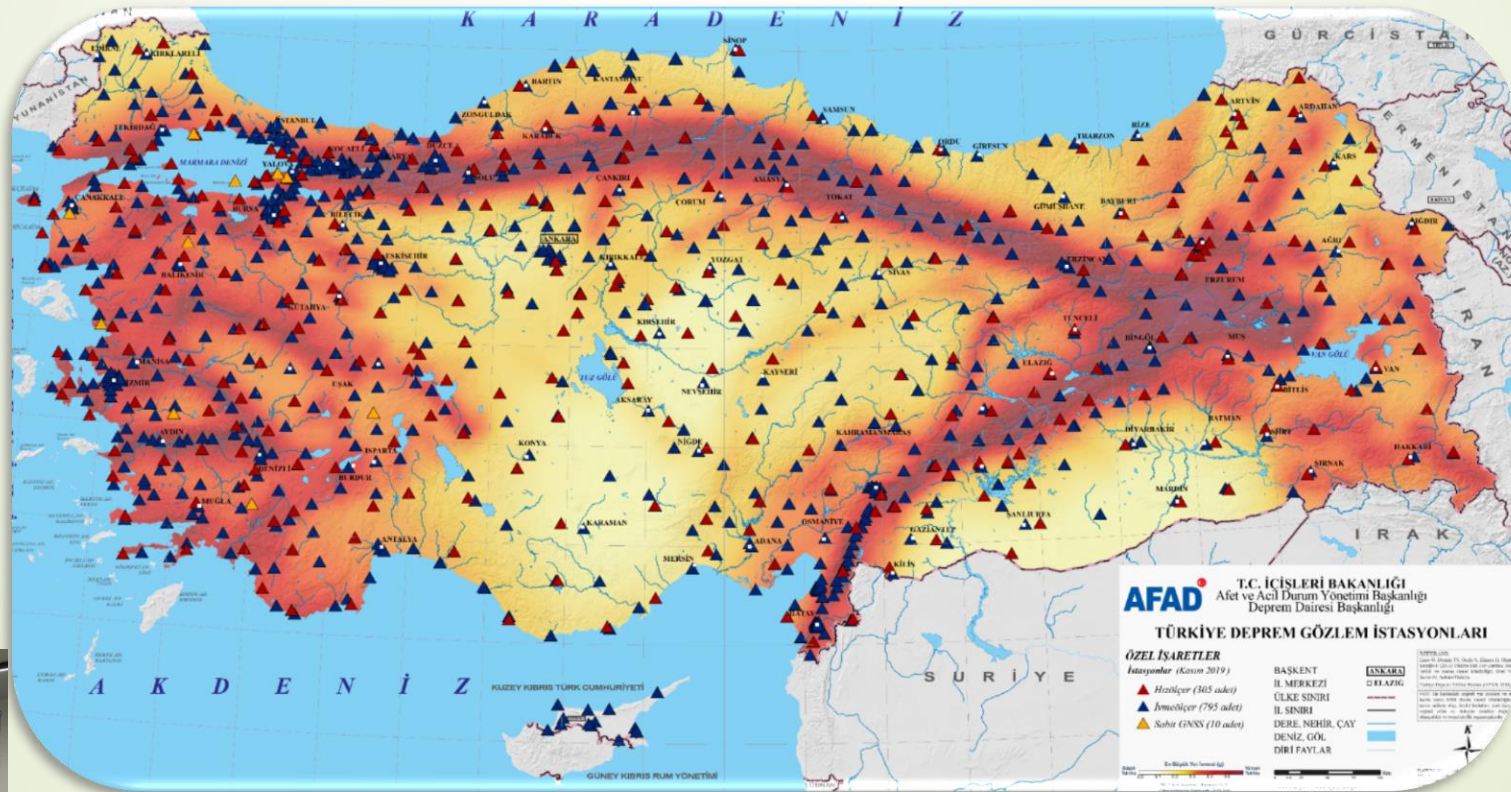 K A R A D E N İ Z
GÜRCİSTAN
YUNANİSTAN
ERMENİSTAN
İRAN
IRAK
SURİYE
A K D E N İ Z
MARMARA DENİZİ
EDİRNE
KIRKLARELİ
TEKİRDAĞ
İSTANBUL
KOCAELİ
YALOVA
DÜZCE
BOLU
ZONGULDAK
BARTIN
KARABÜK
KASTAMONU
SİNOP
SAMSUN
ORDU
GİRESUN
TRABZON
RİZE
ARTVİN
ARDAHAN
KARS
IĞDIR
AĞRI
ÇANAKKALE
BURSA
BİLECİK
ESKİŞEHİR
ANKARA
ÇANKIRI
ÇORUM
AMASYA
TOKAT
GÜMÜŞHANE
BAYBURT
BALIKESİR
KÜTAHYA
KIRIKKALE
YOZGAT
SİVAS
ERZİNCAN
ERZURUM
TUNCELİ
BİNGÖL
MUŞ
VAN GÖLÜ
VAN
BİTLİS
MANİSA
İZMİR
UŞAK
KIRŞEHİR
TUZ GÖLÜ
NEVŞEHİR
KAYSERİ
AKSARAY
NİĞDE
KONYA
KAHRAMANMARAŞ
ELAZIĞ
DİYARBAKIR
BATMAN
SİİRT
ŞIRNAK
HAKKARİ
MARDİN
AYDIN
DENİZLİ
ISPARTA
BURDUR
MUĞLA
ANTALYA
KARAMAN
MERSİN
ADANA
OSMANİYE
GAZİANTEP
ŞANLIURFA
KİLİS
HATAY
KUZEY KIBRIS TÜRK CUMHURİYETİ
GÜNEY KIBRIS RUM YÖNETİMİ
AFAD
T.C. İÇİŞLERİ BAKANLIĞI
Afet ve Acil Durum Yönetimi Başkanlığı
Deprem Dairesi Başkanlığı
TÜRKİYE DEPREM GÖZLEM İSTASYONLARI
ÖZEL İŞARETLER
İstasyonlar (Kasım 2019)
Hızölçer (305 adet)
İvmeölçer (795 adet)
Sabit GNSS (10 adet)
BAŞKENT ANKARA
İL MERKEZİ ELAZIĞ
ÜLKE SINIRI
İL SINIRI
DERE, NEHİR, ÇAY
DENİZ, GÖL
DİRİ FAYLAR
En Büyük Yer İvmesi (g)
K